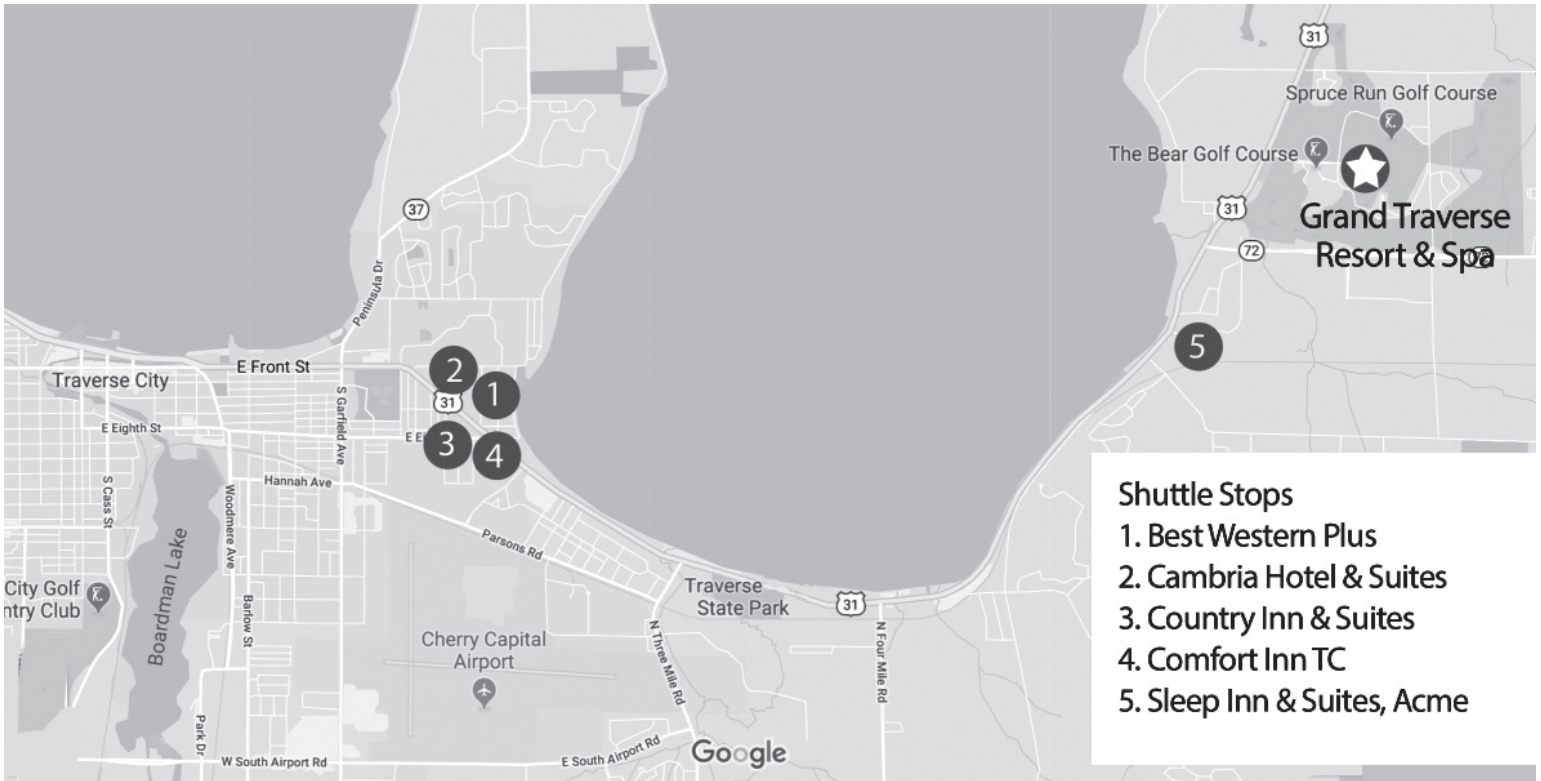 31
Spruce Run Golf Course
The Bear Golf Course
37
31
Grand Traverse
Resort & Spa
72
Peninsula Dr
5
E Front St
2
Traverse City
1
31
S Garfield Ave
E Eighth St
3
4
Hannah Ave
S Cass St
Woodmere Ave
Parsons Rd
Boardman Lake
Traverse
State Park
31
City Golf
ntry Club
Barlow St
N Three Mile Rd
N Four Mile Rd
Cherry Capital
Airport
Park Dr
W South Airport Rd
E South Airport Rd
Google
Shuttle Stops
1. Best Western Plus
2. Cambria Hotel & Suites
3. Country Inn & Suites
4. Comfort Inn TC
5. Sleep Inn & Suites, Acme